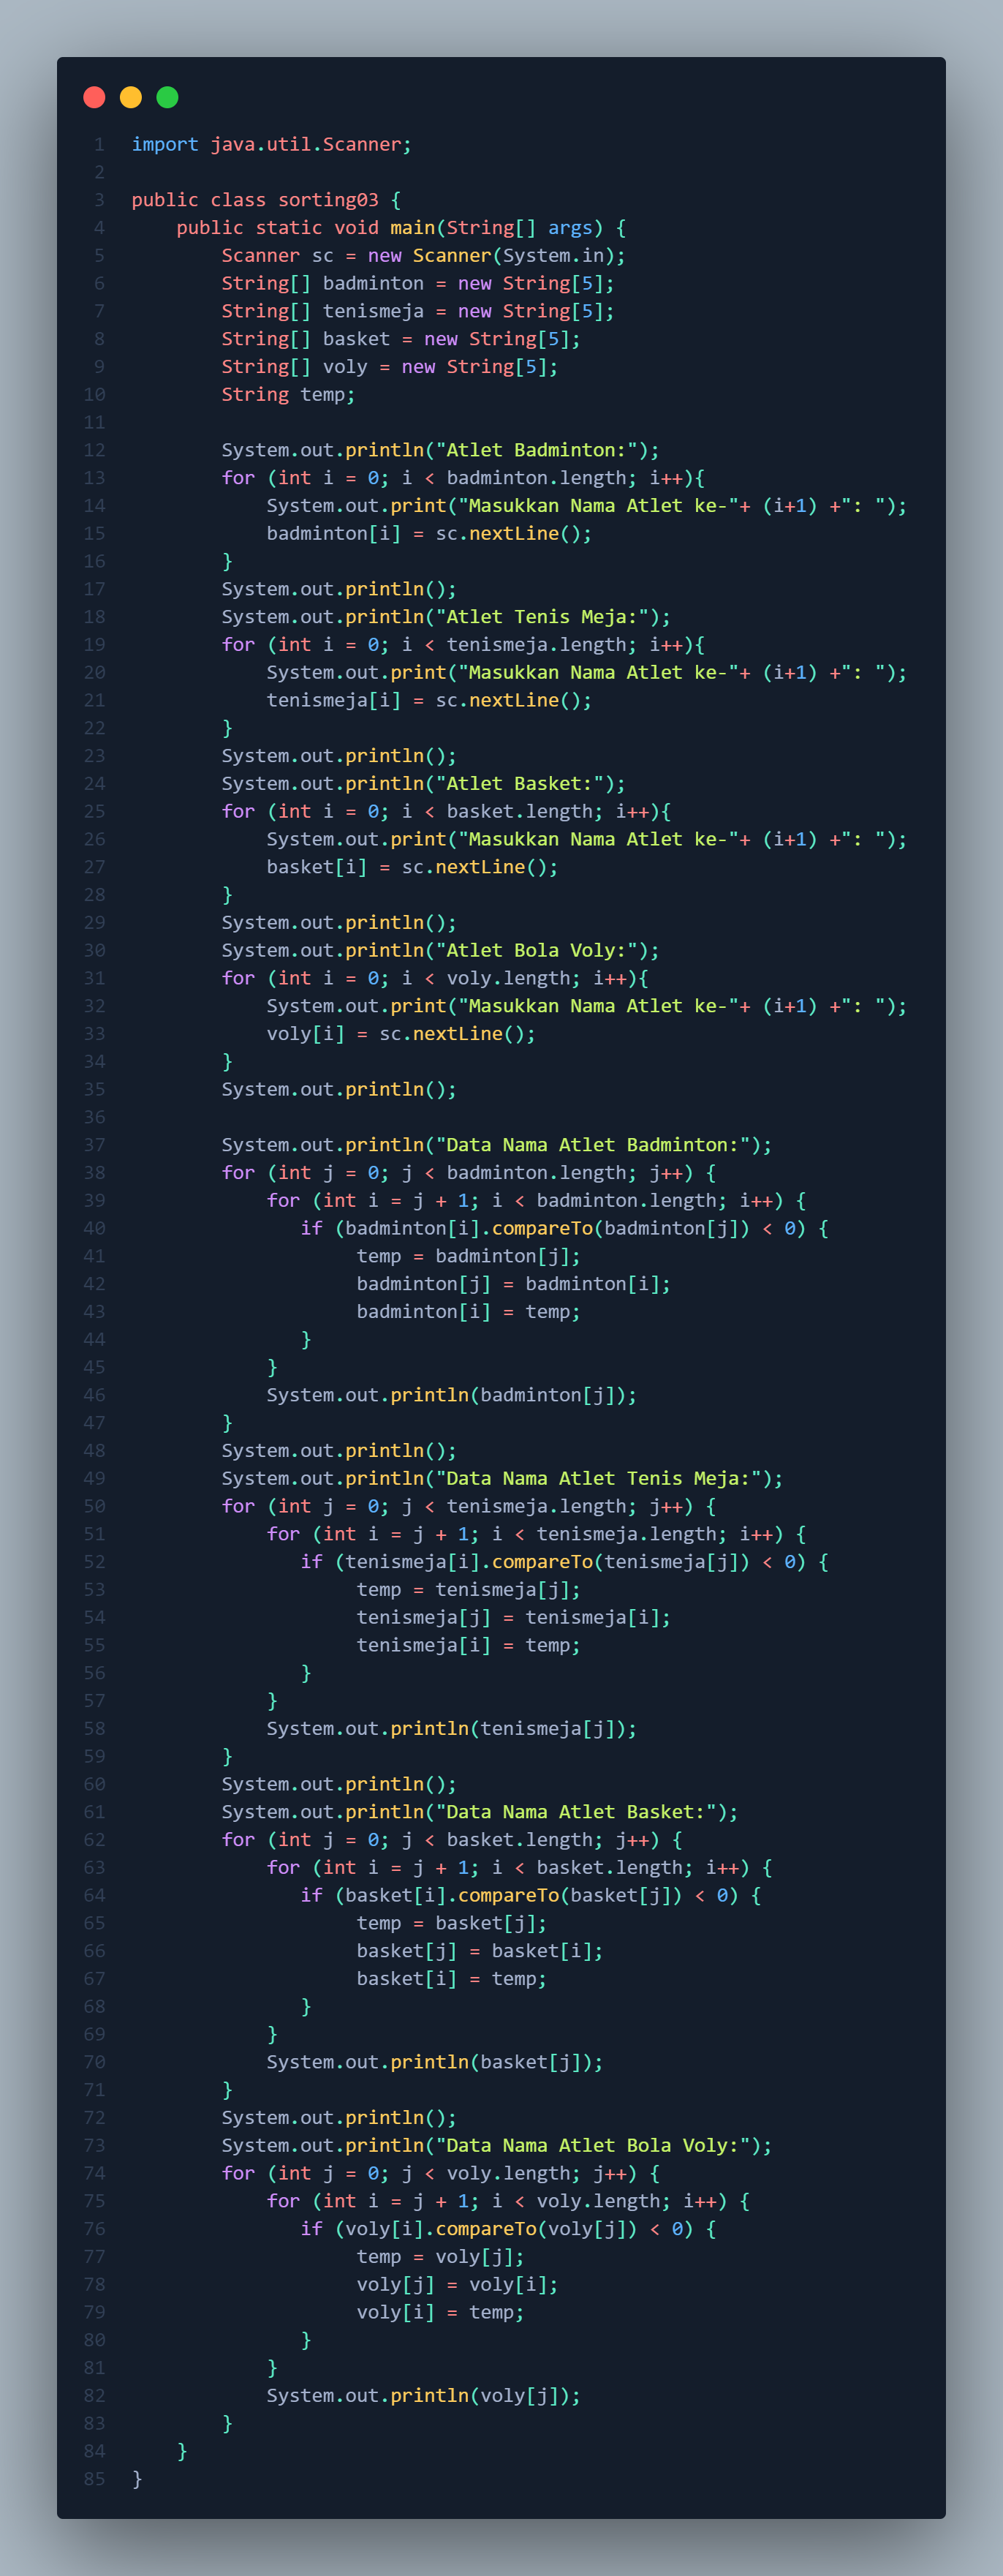 1 import java.util.Scanner;
2
3 public class sorting03 {
4     public static void main(String[] args) {
5         Scanner sc = new Scanner(System.in);
6         String[] badminton = new String[5];
7         String[] tenismeja = new String[5];
8         String[] basket = new String[5];
9         String[] voly = new String[5];
10         String temp;
11
12         System.out.println("Atlet Badminton:");
13         for (int i = 0; i < badminton.length; i++){
14             System.out.print("Masukkan Nama Atlet ke-"+ (i+1) +": ");
15             badminton[i] = sc.nextLine();
16         }
17         System.out.println();
18         System.out.println("Atlet Tenis Meja:");
19         for (int i = 0; i < tenismeja.length; i++){
20             System.out.print("Masukkan Nama Atlet ke-"+ (i+1) +": ");
21             tenismeja[i] = sc.nextLine();
22         }
23         System.out.println();
24         System.out.println("Atlet Basket:");
25         for (int i = 0; i < basket.length; i++){
26             System.out.print("Masukkan Nama Atlet ke-"+ (i+1) +": ");
27             basket[i] = sc.nextLine();
28         }
29         System.out.println();
30         System.out.println("Atlet Bola Voly:");
31         for (int i = 0; i < voly.length; i++){
32             System.out.print("Masukkan Nama Atlet ke-"+ (i+1) +": ");
33             voly[i] = sc.nextLine();
34         }
35         System.out.println();
36
37         System.out.println("Data Nama Atlet Badminton:");
38         for (int j = 0; j < badminton.length; j++) {
39             for (int i = j + 1; i < badminton.length; i++) {
40                if (badminton[i].compareTo(badminton[j]) < 0) {
41                     temp = badminton[j];
42                     badminton[j] = badminton[i];
43                     badminton[i] = temp;
44                }
45             }
46             System.out.println(badminton[j]);
47         }
48         System.out.println();
49         System.out.println("Data Nama Atlet Tenis Meja:");
50         for (int j = 0; j < tenismeja.length; j++) {
51             for (int i = j + 1; i < tenismeja.length; i++) {
52                if (tenismeja[i].compareTo(tenismeja[j]) < 0) {
53                     temp = tenismeja[j];
54                     tenismeja[j] = tenismeja[i];
55                     tenismeja[i] = temp;
56                }
57             }
58             System.out.println(tenismeja[j]);
59         }
60         System.out.println();
61         System.out.println("Data Nama Atlet Basket:");
62         for (int j = 0; j < basket.length; j++) {
63             for (int i = j + 1; i < basket.length; i++) {
64                if (basket[i].compareTo(basket[j]) < 0) {
65                     temp = basket[j];
66                     basket[j] = basket[i];
67                     basket[i] = temp;
68                }
69             }
70             System.out.println(basket[j]);
71         }
72         System.out.println();
73         System.out.println("Data Nama Atlet Bola Voly:");
74         for (int j = 0; j < voly.length; j++) {
75             for (int i = j + 1; i < voly.length; i++) {
76                if (voly[i].compareTo(voly[j]) < 0) {
77                     temp = voly[j];
78                     voly[j] = voly[i];
79                     voly[i] = temp;
80                }
81             }
82             System.out.println(voly[j]);
83         }
84     }
85 }